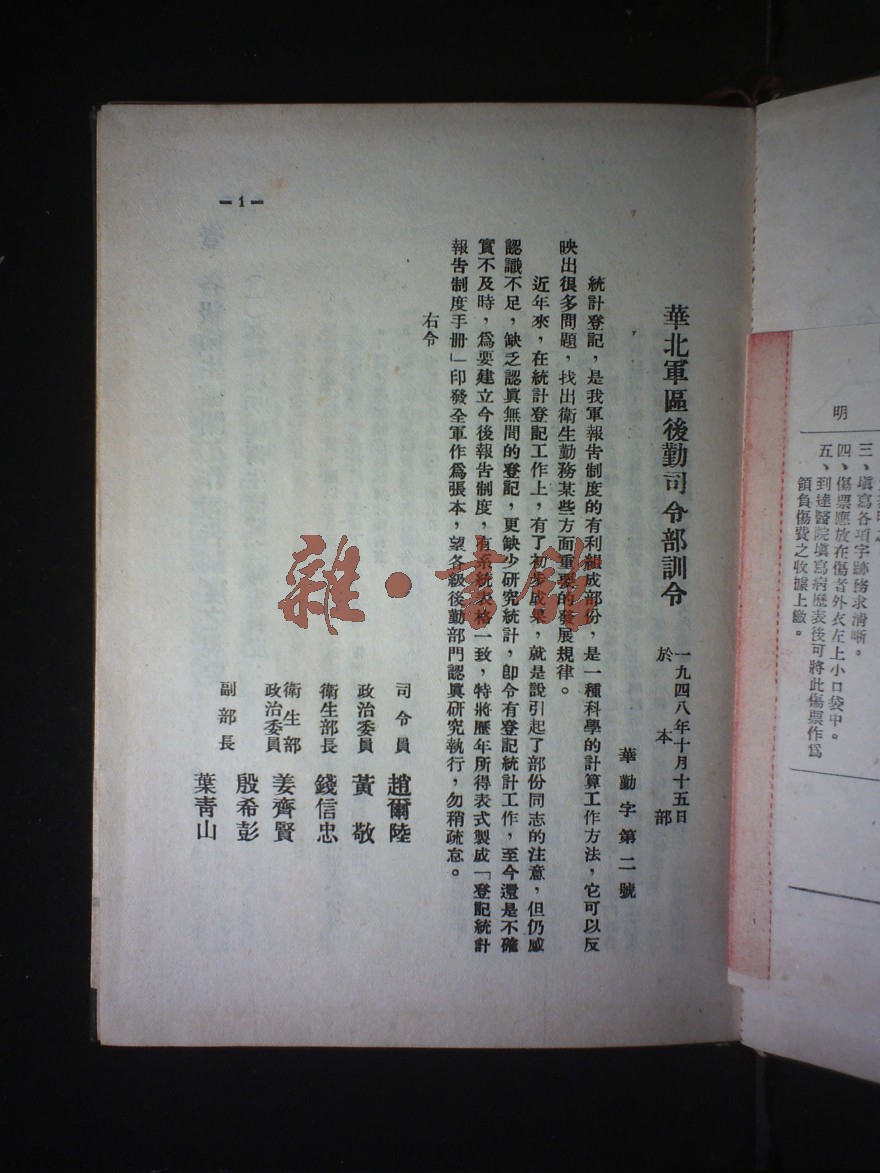 明
三、填寫各項字跡務求清晰。
四、傷票應放在傷者外衣左上小口袋中。
五、到達醫院填寫病歷表後可將此傷票作爲
領負傷費之收據上繳。
華北軍區後勤司令部訓令
一九四八年十月十五日
於本部
華勤字第二號
統計登記，是我軍報告制度的有利組成部份，是一種科學的計算工作方法，它可以反
映出很多問題，找出衛生勤務某些方面重要的發展規律。
近年來，在統計登記工作上，有了初步成果，就是說引起了部份同志的注意，但仍感
認識不足，缺乏認眞無間的登記，更缺少研究統計，卽令有登記統計工作，至今還是不確
實不及時，爲要建立今後報告制度，有系統表格一致，特將歷年所得表式製成「登記統計
報告制度手册」印發全軍作爲張本，望各級後勤部門認眞研究執行，勿稍疏怠。
右令
司令員 趙爾陸
政治委員 黃敬
衛生部長 錢信忠
衛生部政治委員 姜齊賢
副部長 殷希彭
葉靑山
－1－
雜·書館